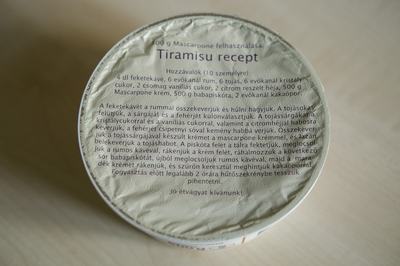 500 g Mascarpone felhasználása:
Tiramisu recept
Hozzávalók (10 személyre)
4 dl feketekávé, 6 evőkanál rum, 6 tojás, 6 evőkanál kristály
cukor, 2 csomag vaníliás cukor, 2 citrom reszelt héja, 500 g
Mascarpone krém, 500 g babapiskóta, 2 evőkanál kakaópor.
A feketekávét a rummal összekeverjük és hűlni hagyjuk. A tojásokat
felütjük, a sárgáját és a fehérjét különválasztjuk. A tojássárgákat a
kristálycukorral és a vaníliás cukorral, valamint a citromhéjjal habosra
keverjük, a fehérjét csipetnyi sóval kemény habbá verjük. Összekever-
jük a tojássárgájával készült krémet a mascarpone krémmel, és lazán
belekeverjük a tojáshabot. A piskóta felét a tálra fektetjük, meglocsol-
juk a rumos kávéval, rákenjük a krém felét, ráhalmozzuk a következő
sor babapiskótát, újból meglocsoljuk rumos kávéval, majd a mara-
dék krémet rákenjük, és szűrőn keresztül meghintjük kakaóporral.
Fogyasztás előtt legalább 2 órára hűtőszekrénybe tesszük
pihentetni.
Jó étvágyat kívánunk!